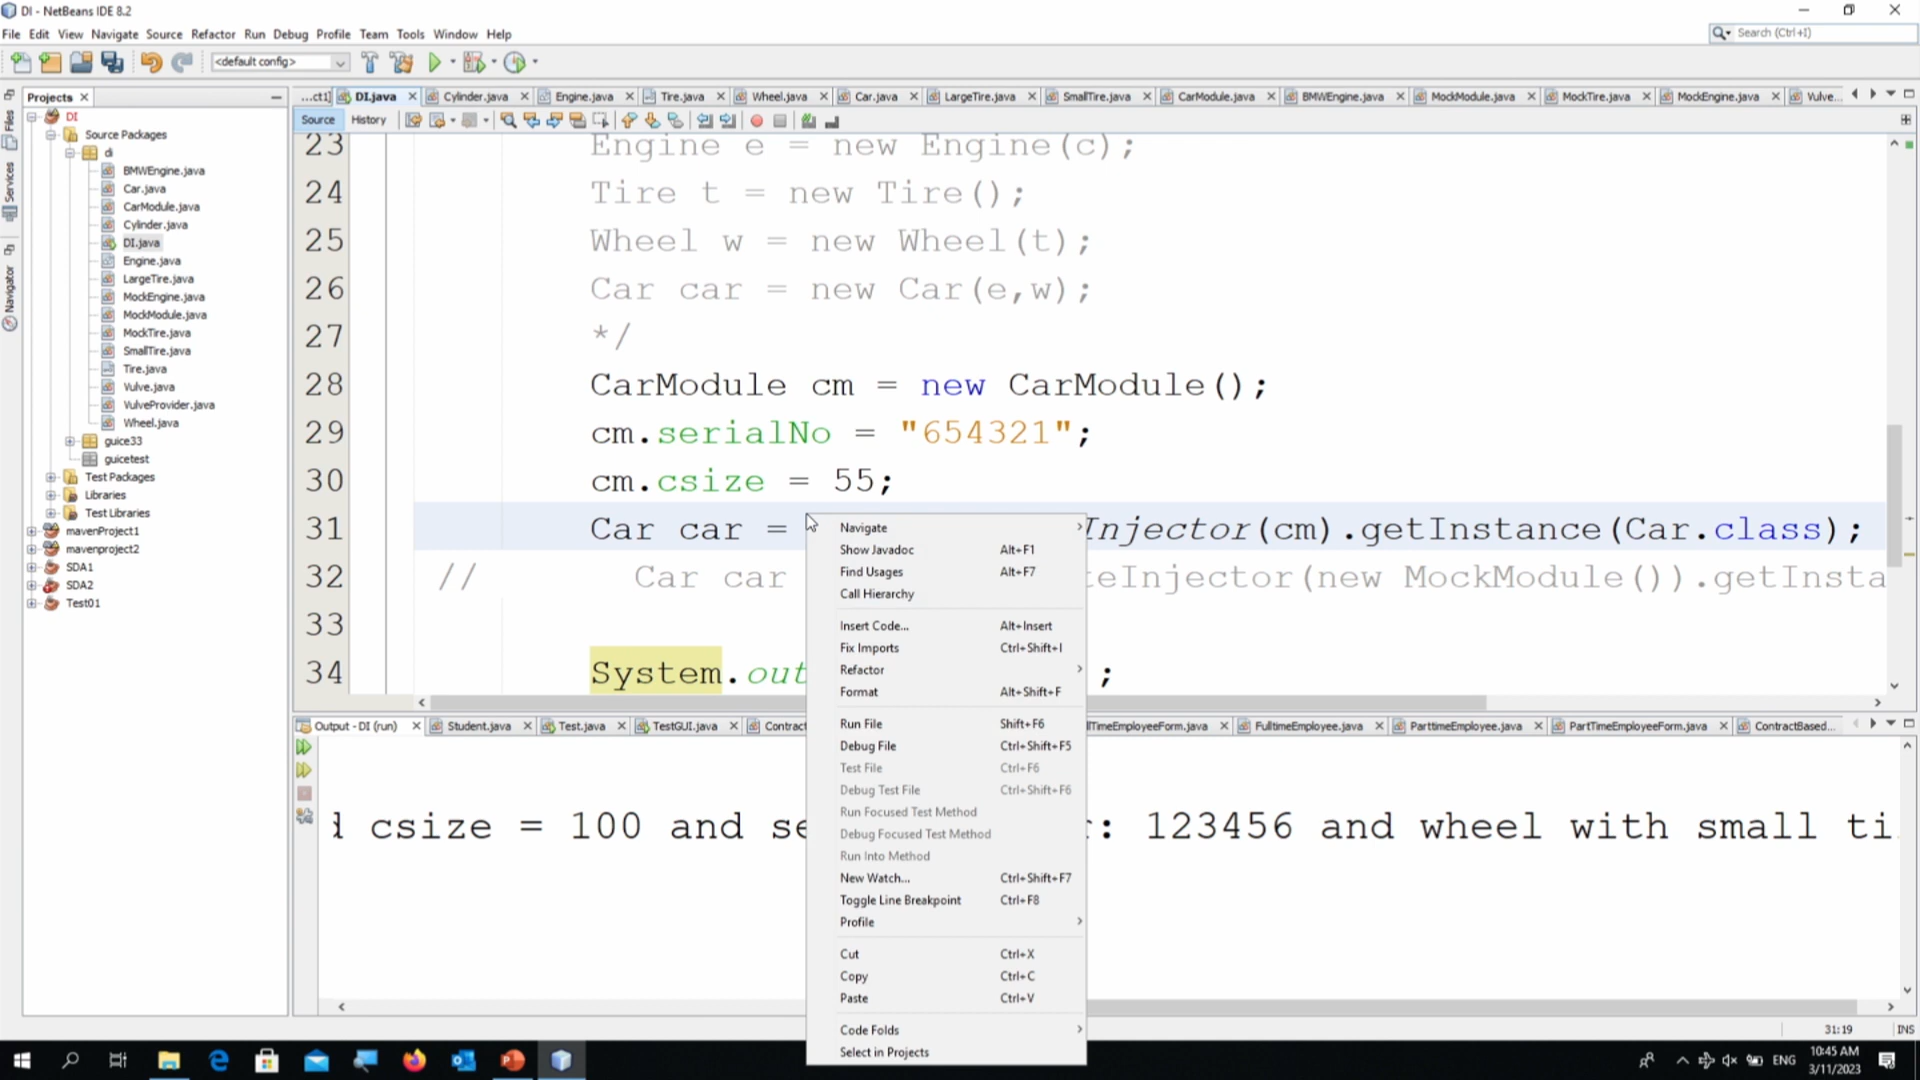 DI - NetBeans IDE 8.2
File Edit View Navigate Source Refactor Run Debug Profile Team Tools Window Help
Search (Ctrl+I)
<default config>
Projects
Files
Services
Navigator
DI
Source Packages
di
BMWEngine.java
Car.java
CarModule.java
Cylinder.java
DI.java
Engine.java
LargeTire.java
MockEngine.java
MockModule.java
MockTire.java
SmallTire.java
Tire.java
Vulve.java
VulveProvider.java
Wheel.java
guice33
guicetest
Test Packages
Libraries
Test Libraries
mavenProject1
mavenproject2
SDA1
SDA2
Test01
...ct1] DI.java Cylinder.java Engine.java Tire.java Wheel.java Car.java LargeTire.java SmallTire.java CarModule.java BMWEngine.java MockModule.java MockTire.java MockEngine.java Vulve...
Source History
23 Engine e = new Engine(c);
24 Tire t = new Tire();
25 Wheel w = new Wheel(t);
26 Car car = new Car(e,w);
27 */
28 CarModule cm = new CarModule();
29 cm.serialNo = "654321";
30 cm.csize = 55;
31 Car car = Injector(cm).getInstance(Car.class);
32 // Car car eInjector(new MockModule()).getInsta
33
34 System.out ;
Navigate
Show Javadoc Alt+F1
Find Usages Alt+F7
Call Hierarchy
Insert Code... Alt+Insert
Fix Imports Ctrl+Shift+I
Refactor
Format Alt+Shift+F
Run File Shift+F6
Debug File Ctrl+Shift+F5
Test File Ctrl+F6
Debug Test File Ctrl+Shift+F6
Run Focused Test Method
Debug Focused Test Method
Run Into Method
New Watch... Ctrl+Shift+F7
Toggle Line Breakpoint Ctrl+F8
Profile
Cut Ctrl+X
Copy Ctrl+C
Paste Ctrl+V
Code Folds
Select in Projects
Output - DI (run) Student.java Test.java TestGUI.java Contrac llTimeEmployeeForm.java FulltimeEmployee.java ParttimeEmployee.java PartTimeEmployeeForm.java ContractBased...
d csize = 100 and se r: 123456 and wheel with small ti
31:19 INS
ENG
10:45 AM
3/11/2023